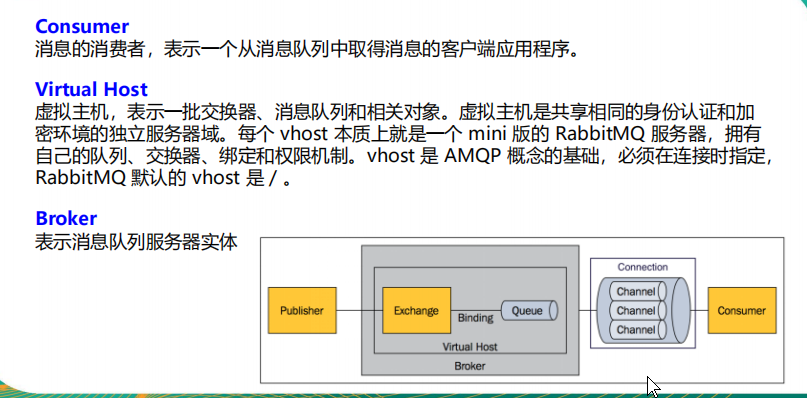 Consumer
消息的消费者，表示一个从消息队列中取得消息的客户端应用程序。
Virtual Host
虚拟主机，表示一批交换器、消息队列和相关对象。虚拟主机是共享相同的身份认证和加
密环境的独立服务器域。每个 vhost 本质上就是一个 mini 版的 RabbitMQ 服务器，拥有
自己的队列、交换器、绑定和权限机制。vhost 是 AMQP 概念的基础，必须在连接时指定，
RabbitMQ 默认的 vhost 是 / 。
Broker
表示消息队列服务器实体
Publisher
Exchange
Binding
Queue
Virtual Host
Broker
Connection
Channel
Channel
Channel
Consumer